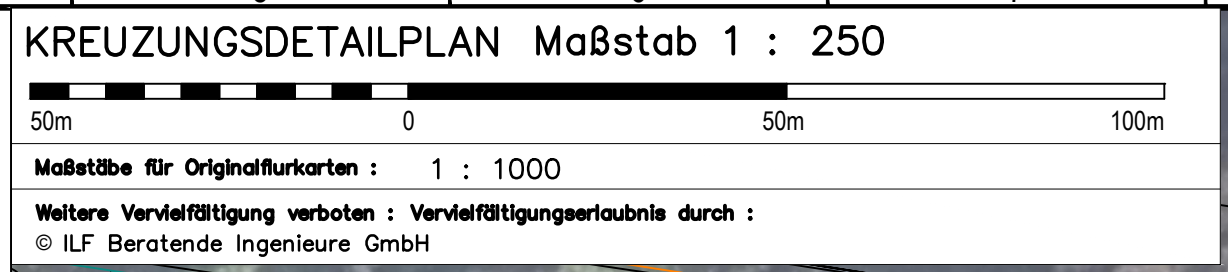 KREUZUNGSDETAILPLAN Maßstab 1 : 250
50m 0 50m 100m
Maßstäbe für Originalflurkarten : 1 : 1000
Weitere Vervielfältigung verboten : Vervielfältigungserlaubnis durch :
© ILF Beratende Ingenieure GmbH